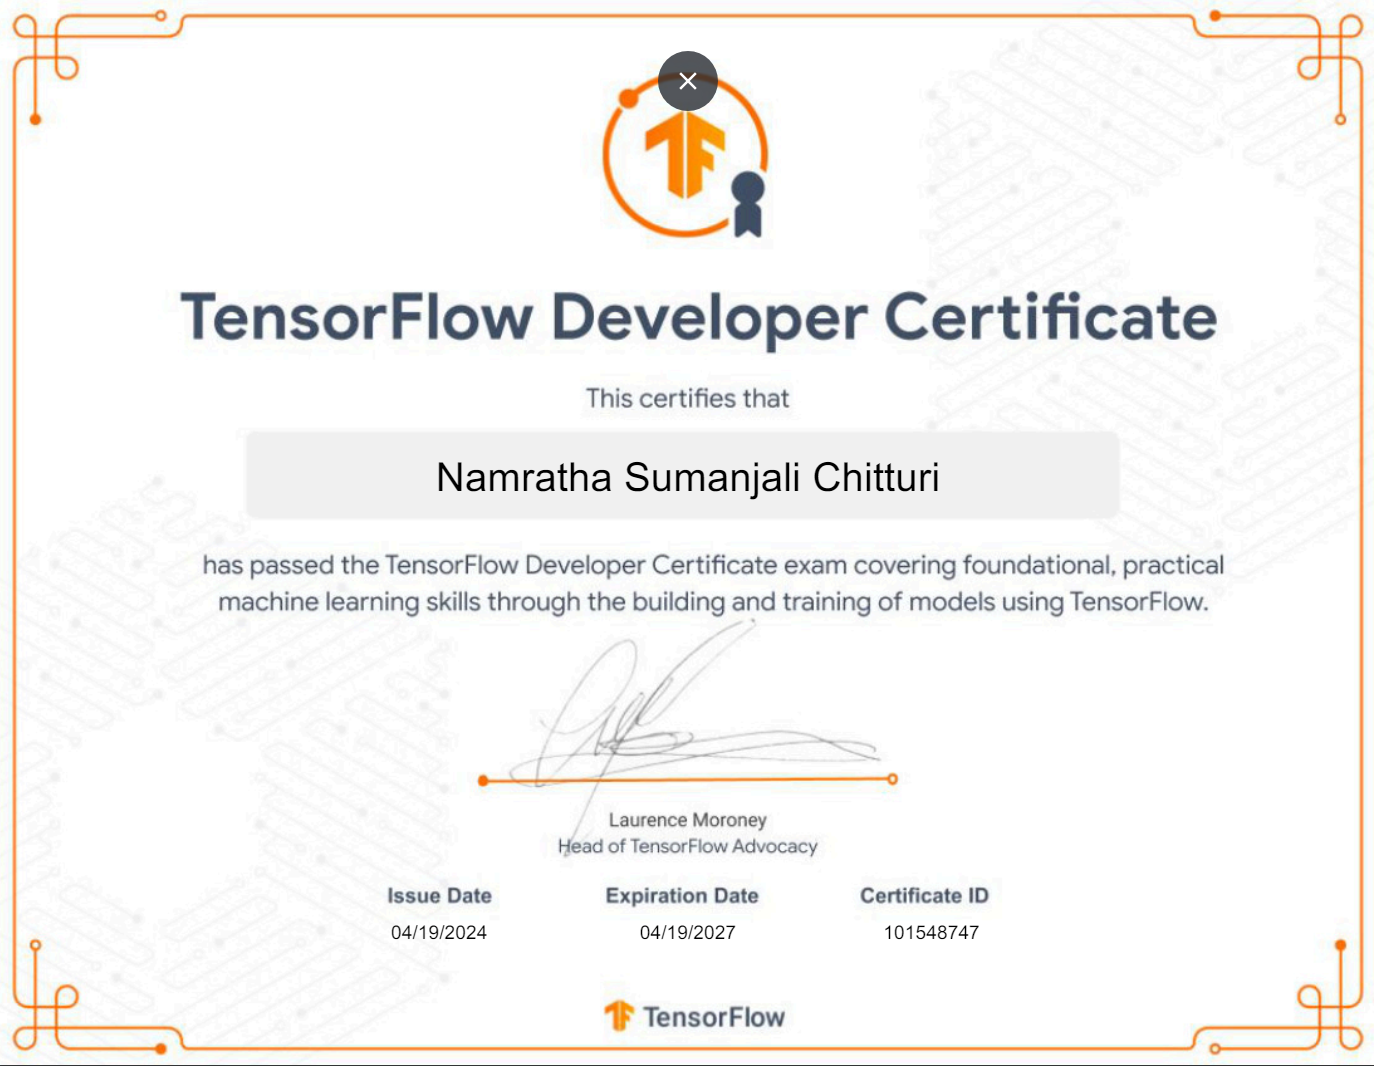 TensorFlow Developer Certificate
This certifies that
Namratha Sumanjali Chitturi
has passed the TensorFlow Developer Certificate exam covering foundational, practical
machine learning skills through the building and training of models using TensorFlow.
Laurence Moroney
Head of TensorFlow Advocacy
Issue Date Expiration Date Certificate ID
04/19/2024 04/19/2027 101548747
TensorFlow